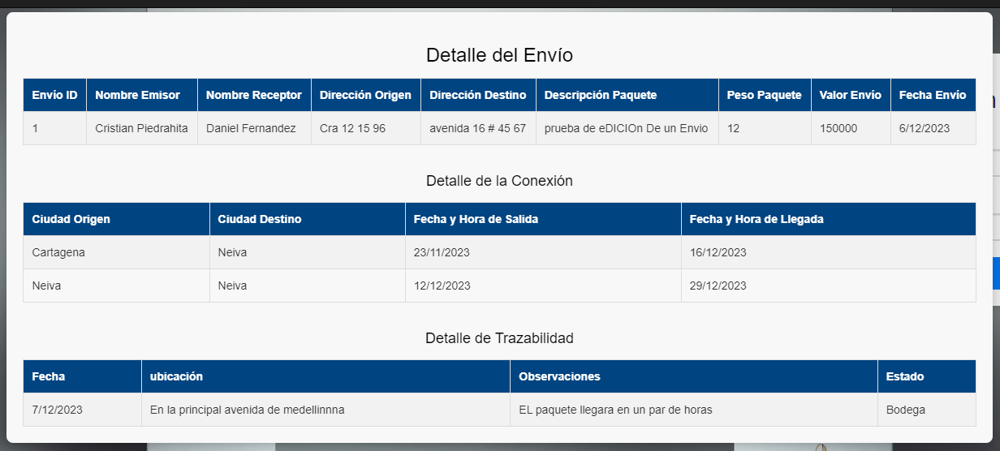 Detalle del Envío
Envío ID Nombre Emisor Nombre Receptor Dirección Origen Dirección Destino Descripción Paquete Peso Paquete Valor Envío Fecha Envío
1 Cristian Piedrahita Daniel Fernandez Cra 12 15 96 avenida 16 # 45 67 prueba de eDICIOn De un Envio 12 150000 6/12/2023
Detalle de la Conexión
Ciudad Origen Ciudad Destino Fecha y Hora de Salida Fecha y Hora de Llegada
Cartagena Neiva 23/11/2023 16/12/2023
Neiva Neiva 12/12/2023 29/12/2023
Detalle de Trazabilidad
Fecha ubicación Observaciones Estado
7/12/2023 En la principal avenida de medellinnna EL paquete llegara en un par de horas Bodega